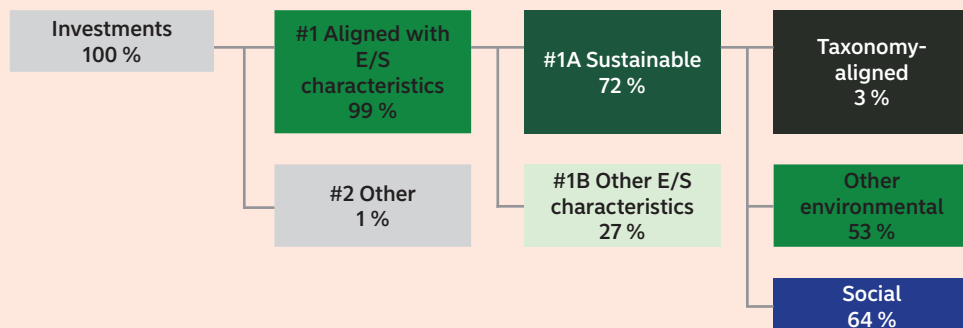 Investments
100 %
#1 Aligned with
E/S
characteristics
99 %
#1A Sustainable
72 %
Taxonomy-
aligned
3 %
#2 Other
1 %
#1B Other E/S
characteristics
27 %
Other
environmental
53 %
Social
64 %